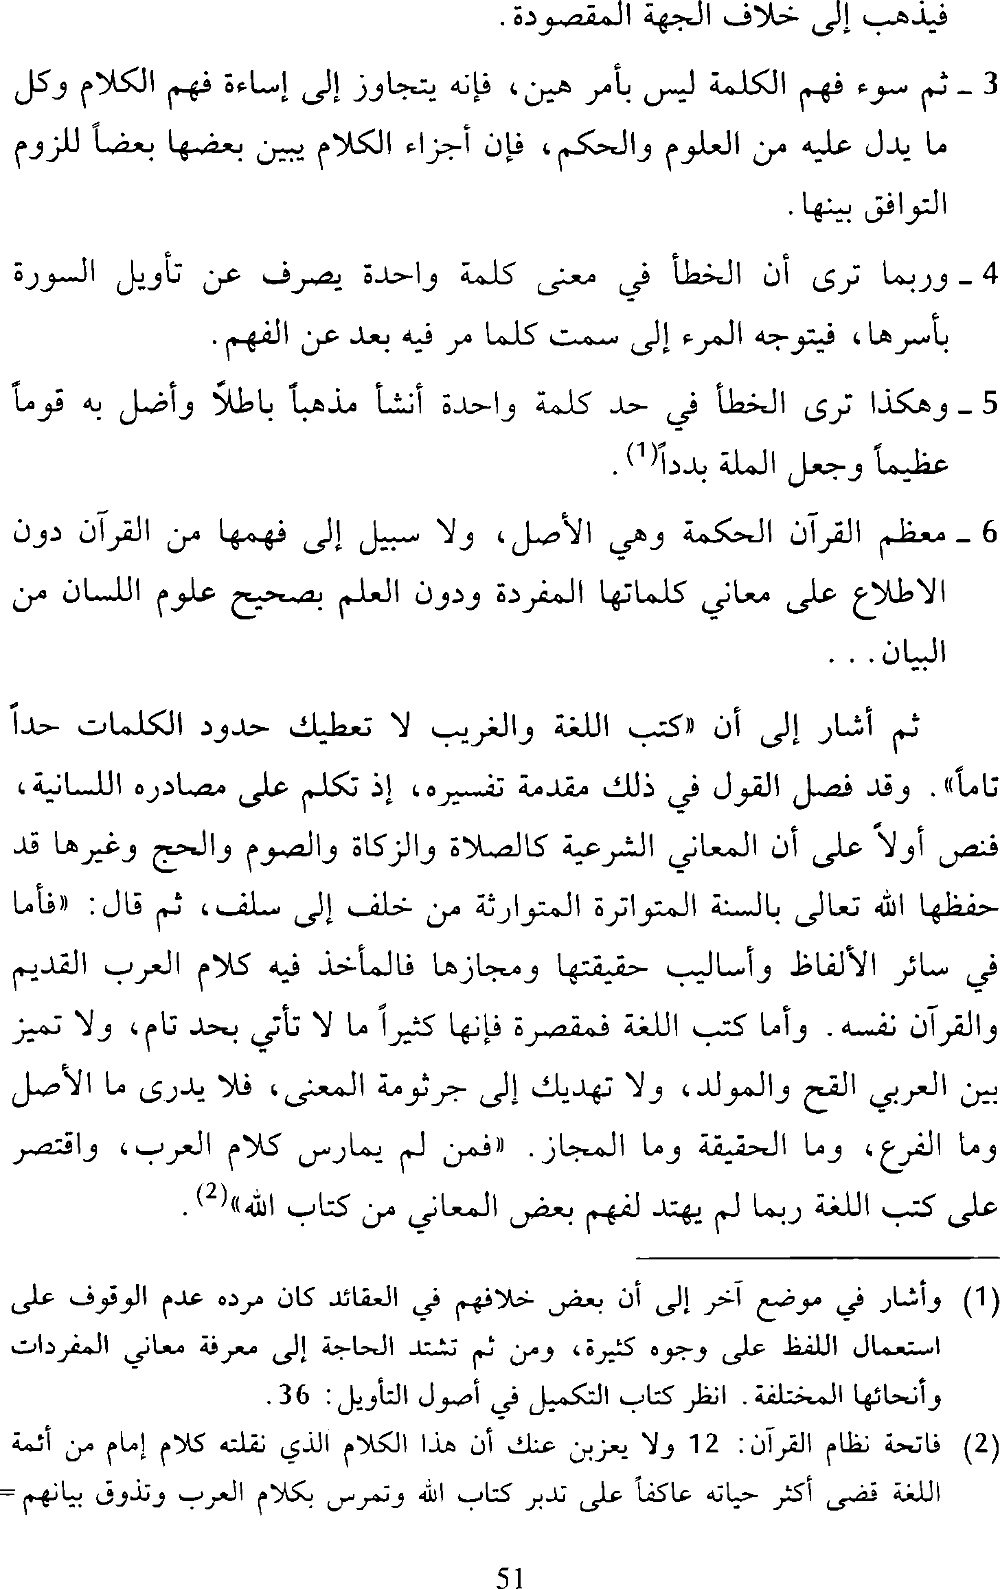 فيذهب إلى خلاف الجهة المقصودة.
3 ـ ثم سوء فهم الكلمة ليس بأمر هين، فإنه يتجاوز إلى إساءة فهم الكلام وكل
ما يدل عليه من العلوم والحكم، فإن أجزاء الكلام يبين بعضها بعضاً للزوم
التوافق بينها.
4 ـ وربما ترى أن الخطأ في معنى كلمة واحدة يصرف عن تأويل السورة
بأسرها، فيتوجه المرء إلى سمت كلما مر فيه بعد عن الفهم.
5 ـ وهكذا ترى الخطأ في حد كلمة واحدة أنشأ مذهباً باطلاً وأضل به قوماً
عظيماً وجعل الملة بدداً(1).
6 ـ معظم القرآن الحكمة وهي الأصل، ولا سبيل إلى فهمها من القرآن دون
الاطلاع على معاني كلماتها المفردة ودون العلم بصحيح علوم اللسان من
البيان...
ثم أشار إلى أن «كتب اللغة والغريب لا تعطيك حدود الكلمات حداً
تاماً». وقد فصل القول في ذلك مقدمة تفسيره، إذ تكلم على مصادره اللسانية،
فنص أولاً على أن المعاني الشرعية كالصلاة والزكاة والصوم والحج وغيرها قد
حفظها الله تعالى بالسنة المتواترة المتوارثة من خلف إلى سلف، ثم قال: «فأما
في سائر الألفاظ وأساليب حقيقتها ومجازها فالمأخذ فيه كلام العرب القديم
والقرآن نفسه. وأما كتب اللغة فمقصرة فإنها كثيراً ما لا تأتي بحد تام، ولا تميز
بين العربي القح والمولد، ولا تهديك إلى جرثومة المعنى، فلا يدرى ما الأصل
وما الفرع، وما الحقيقة وما المجاز. «فمن لم يمارس كلام العرب، واقتصر
على كتب اللغة ربما لم يهتد لفهم بعض المعاني من كتاب الله»(2).
(1) وأشار في موضع آخر إلى أن بعض خلافهم في العقائد كان مرده عدم الوقوف على
استعمال اللفظ على وجوه كثيرة، ومن ثم تشتد الحاجة إلى معرفة معاني المفردات
وأنحائها المختلفة. انظر كتاب التكميل في أصول التأويل: 36.
(2) فاتحة نظام القرآن: 12 ولا يعزبن عنك أن هذا الكلام الذي نقلته كلام إمام من أئمة
اللغة قضى أكثر حياته عاكفاً على تدبر كتاب الله وتمرس بكلام العرب وتذوق بيانهم =
51